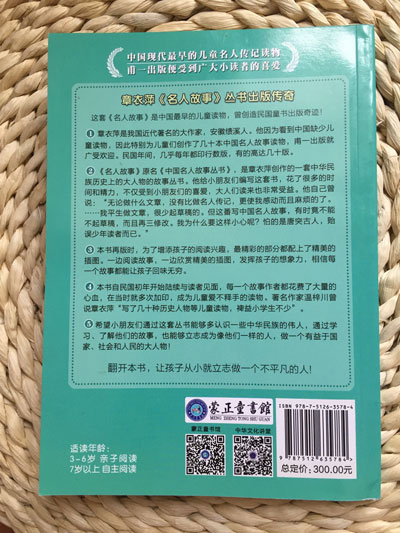 中国现代最早的儿童名人传记读物
甫一出版便受到广大小读者的喜爱
章衣萍《名人故事》丛书出版传奇
这套《名人故事》是中国最早的儿童读物，曾创造民国童书出版奇迹！
① 章衣萍是我国近代著名的大作家，安徽绩溪人。他因为看到中国缺少儿
童读物，因此特别为儿童们创作了几十本中国名人故事读物，甫一出版就
广受欢迎。民国年间，几乎每年都印行数版，有的高达几十版。
② 《名人故事》原名《中国名人故事丛书》，是章衣萍创作的一套中华民
族历史上的大人物的故事丛书。他给小朋友们编写这套书，花了很多的时
间和精力，不仅受到小朋友们的喜爱，大人们读来也非常受益。他自己曾
说：“无论做什么文章，没有比做名人传记，更使我感动而且麻烦的了。
……我平生做文章，很少起草稿的。但这番写中国名人故事，有时竟不能
不起草稿，而且再三修改。我为什么要这样小心呢？怕的是唐突古人，贻
误少年读者而已。”
③ 本书再版时，为了增添孩子的阅读兴趣，最精彩的部分都配上了精美的
插图。一边阅读故事，一边欣赏精美的插图，发挥孩子的想象力，相信每
一个故事都能让孩子回味无穷。
④ 本书自民国初年开始陆续与读者见面，每一个故事作者都花费了大量的
心血，在当时就多次加印，成为儿童爱不释手的读物。著名作家温梓川曾
说章衣萍“写了几十种历史人物等儿童读物，裨益小学生不少”。
⑤ 希望小朋友们通过这套丛书能够多认识一些中华民族的伟人，通过学
习、了解他们的故事，也能够立志成为像他们一样的人，做一个有益于国
家、社会和人民的大人物！
翻开本书，让孩子从小就立志做一个不平凡的人！
适读年龄：
3-6岁 亲子阅读
7岁以上 自主阅读
蒙正童書館
MENG ZHENG TONG SHU GUAN
蒙正童书馆
中华文化讲堂
ISBN 978-7-5126-3578-4
9 787512 635784 >
总定价：300.00元